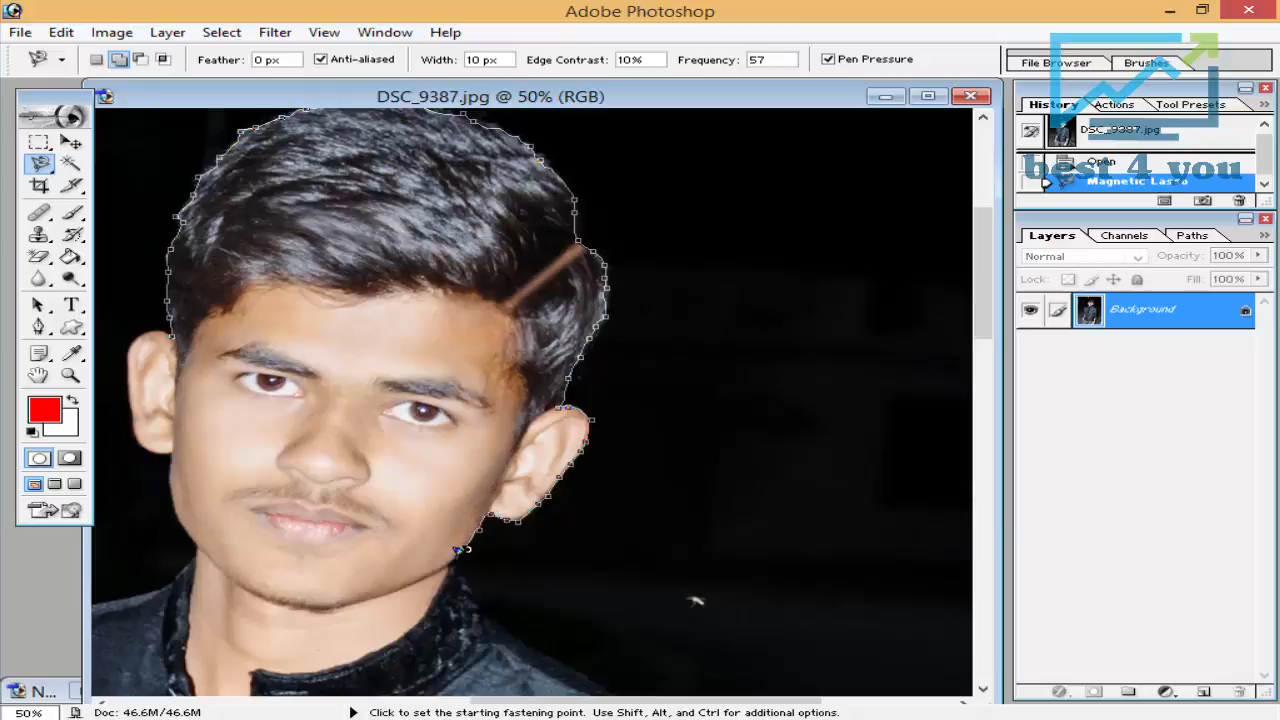 Adobe Photoshop
File Edit Image Layer Select Filter View Window Help
Feather: 0 px Anti-aliased Width: 10 px Edge Contrast: 10% Frequency: 57 Pen Pressure
File Browser Brushes
DSC_9387.jpg @ 50% (RGB)
History Actions Tool Presets
DSC_9387.jpg
Open
Magnetic Lasso
best 4 you
Layers Channels Paths
Normal Opacity: 100%
Lock: Fill: 100%
Background
N...
50% Doc: 46.6M/46.6M Click to set the starting fastening point. Use Shift, Alt, and Ctrl for additional options.